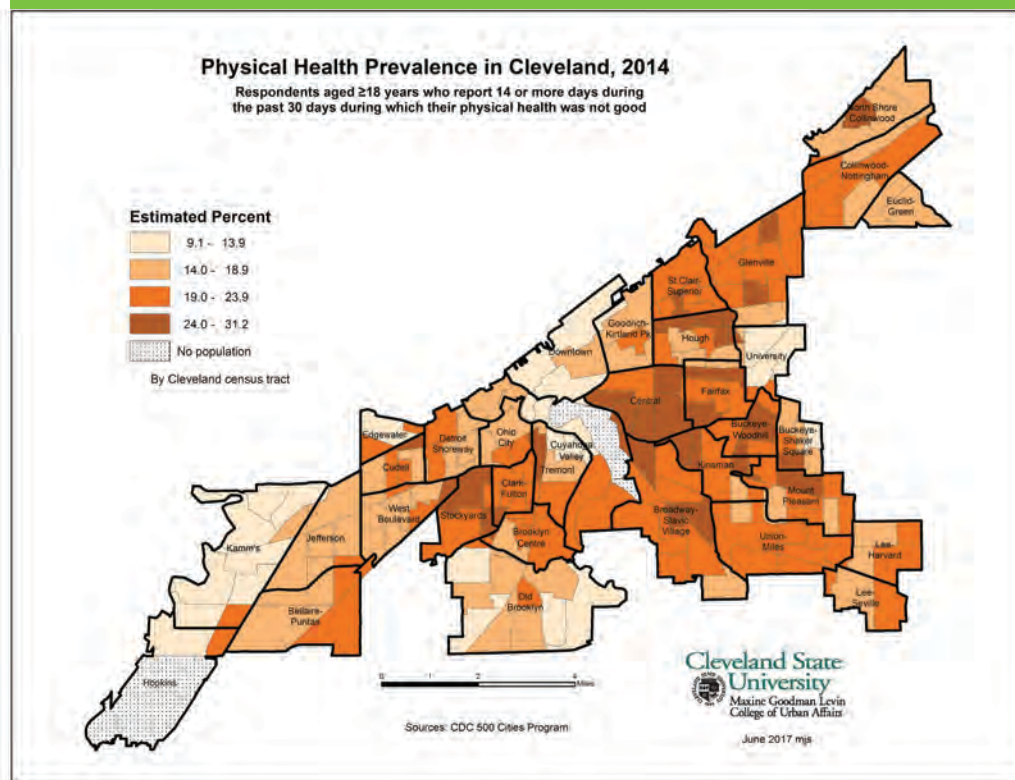 Physical Health Prevalence in Cleveland, 2014
Respondents aged ≥18 years who report 14 or more days during
the past 30 days during which their physical health was not good
Estimated Percent
9.1 - 13.9
14.0 - 18.9
19.0 - 23.9
24.0 - 31.2
No population
By Cleveland census tract
North Shore
Collinwood
Collinwood-
Nottingham
Euclid-
Green
Glenville
St.Clair-
Superior
Goodrich-
Kirtland Pk
Hough
Downtown
University
Central
Fairfax
Buckeye-
Woodhill
Buckeye-
Shaker
Square
Edgewater
Detroit
Shoreway
Ohio
City
Cuyahoga
Valley
Tremont
Cudell
Kinsman
Mount
Pleasant
Clark-
Fulton
West
Boulevard
Stockyards
Broadway-
Slavic
Village
Brooklyn
Centre
Union-
Miles
Lee-
Harvard
Jefferson
Kamm's
Old
Brooklyn
Lee-
Seville
Bellaire-
Puritas
Hopkins
0 1 2 4
Miles
Sources: CDC 500 Cities Program
Cleveland State
University
Maxine Goodman Levin
College of Urban Affairs
June 2017 mjs